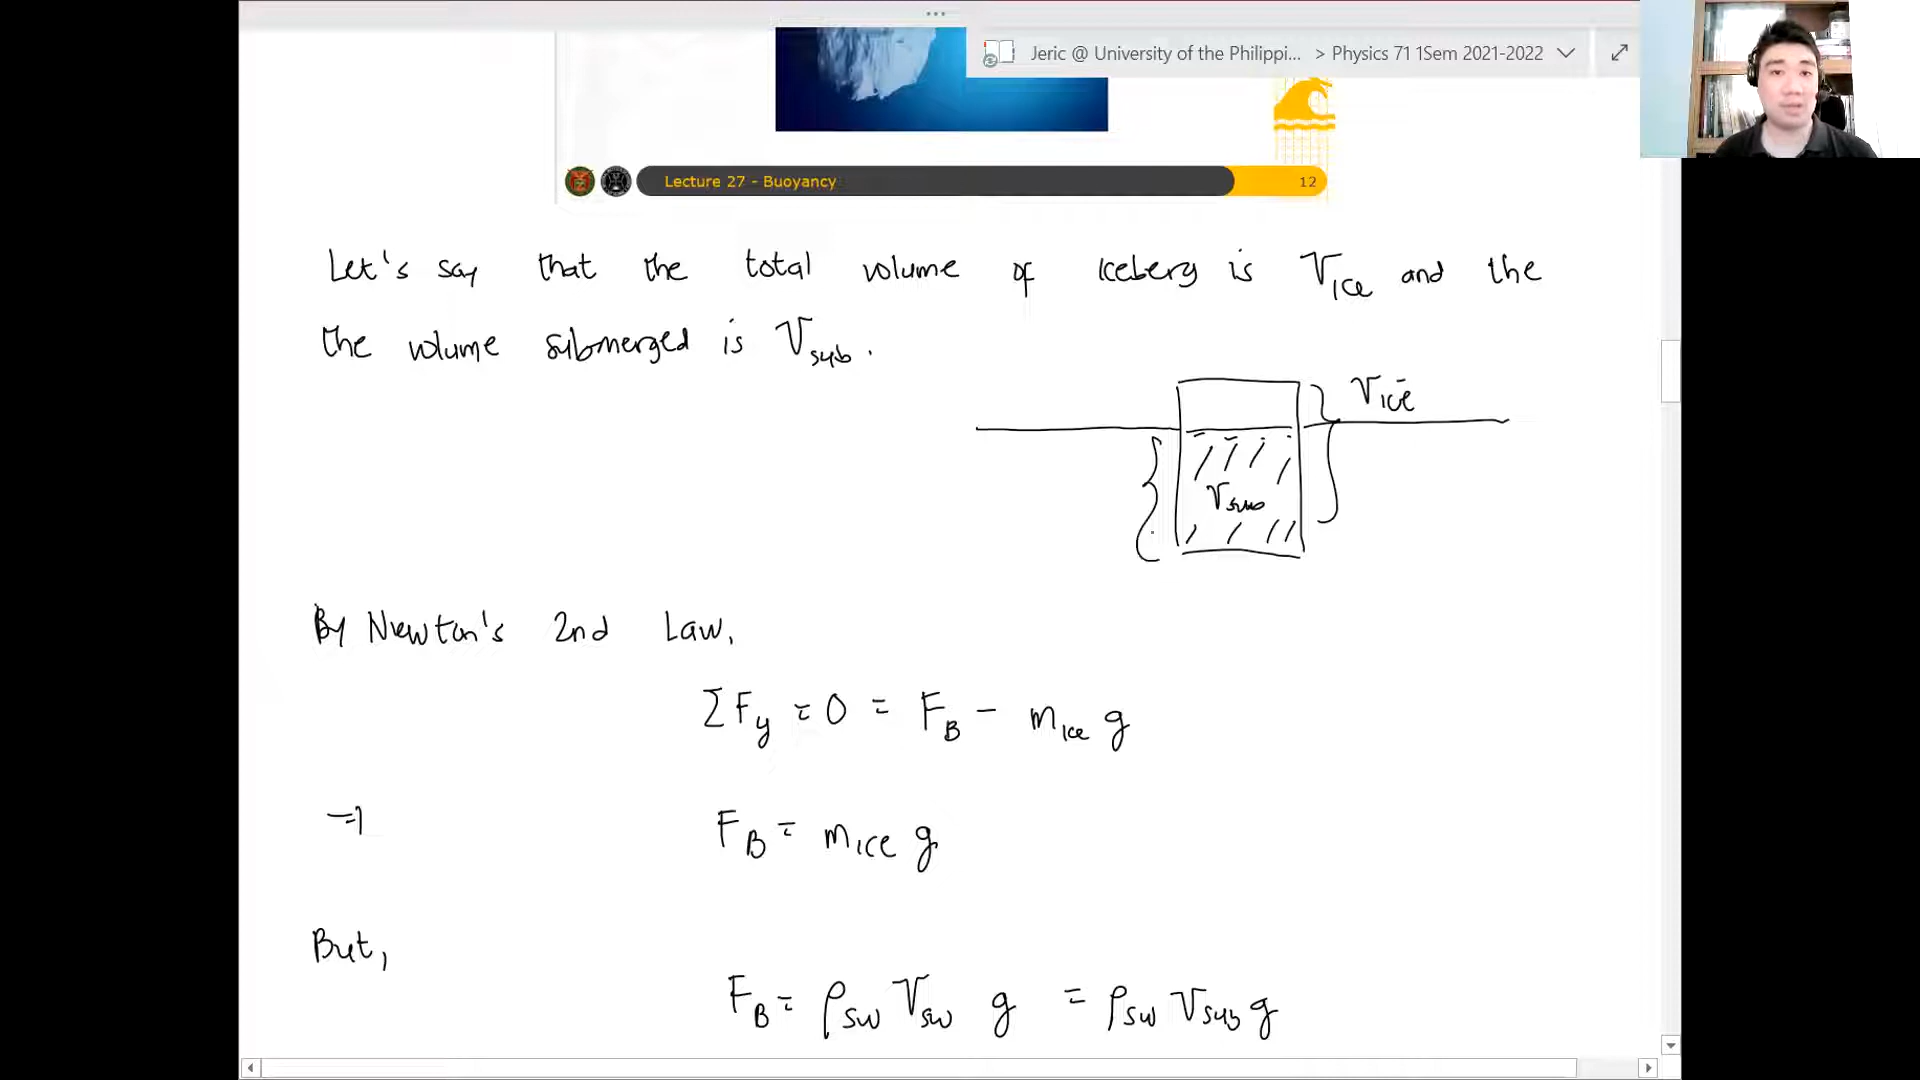 ...
Jeric @ University of the Philippi... > Physics 71 1Sem 2021-2022
Lecture 27 - Buoyancy 12
Let's say that the total volume of Iceberg is V_ice and the
the volume submerged is V_sub.
V_ice
V_sub
By Newton's 2nd Law,
ΣF_y = 0 = F_B - m_ice g
⇒ F_B = m_ice g
But,
F_B = ρ_sw V_sw g = ρ_sw V_sub g